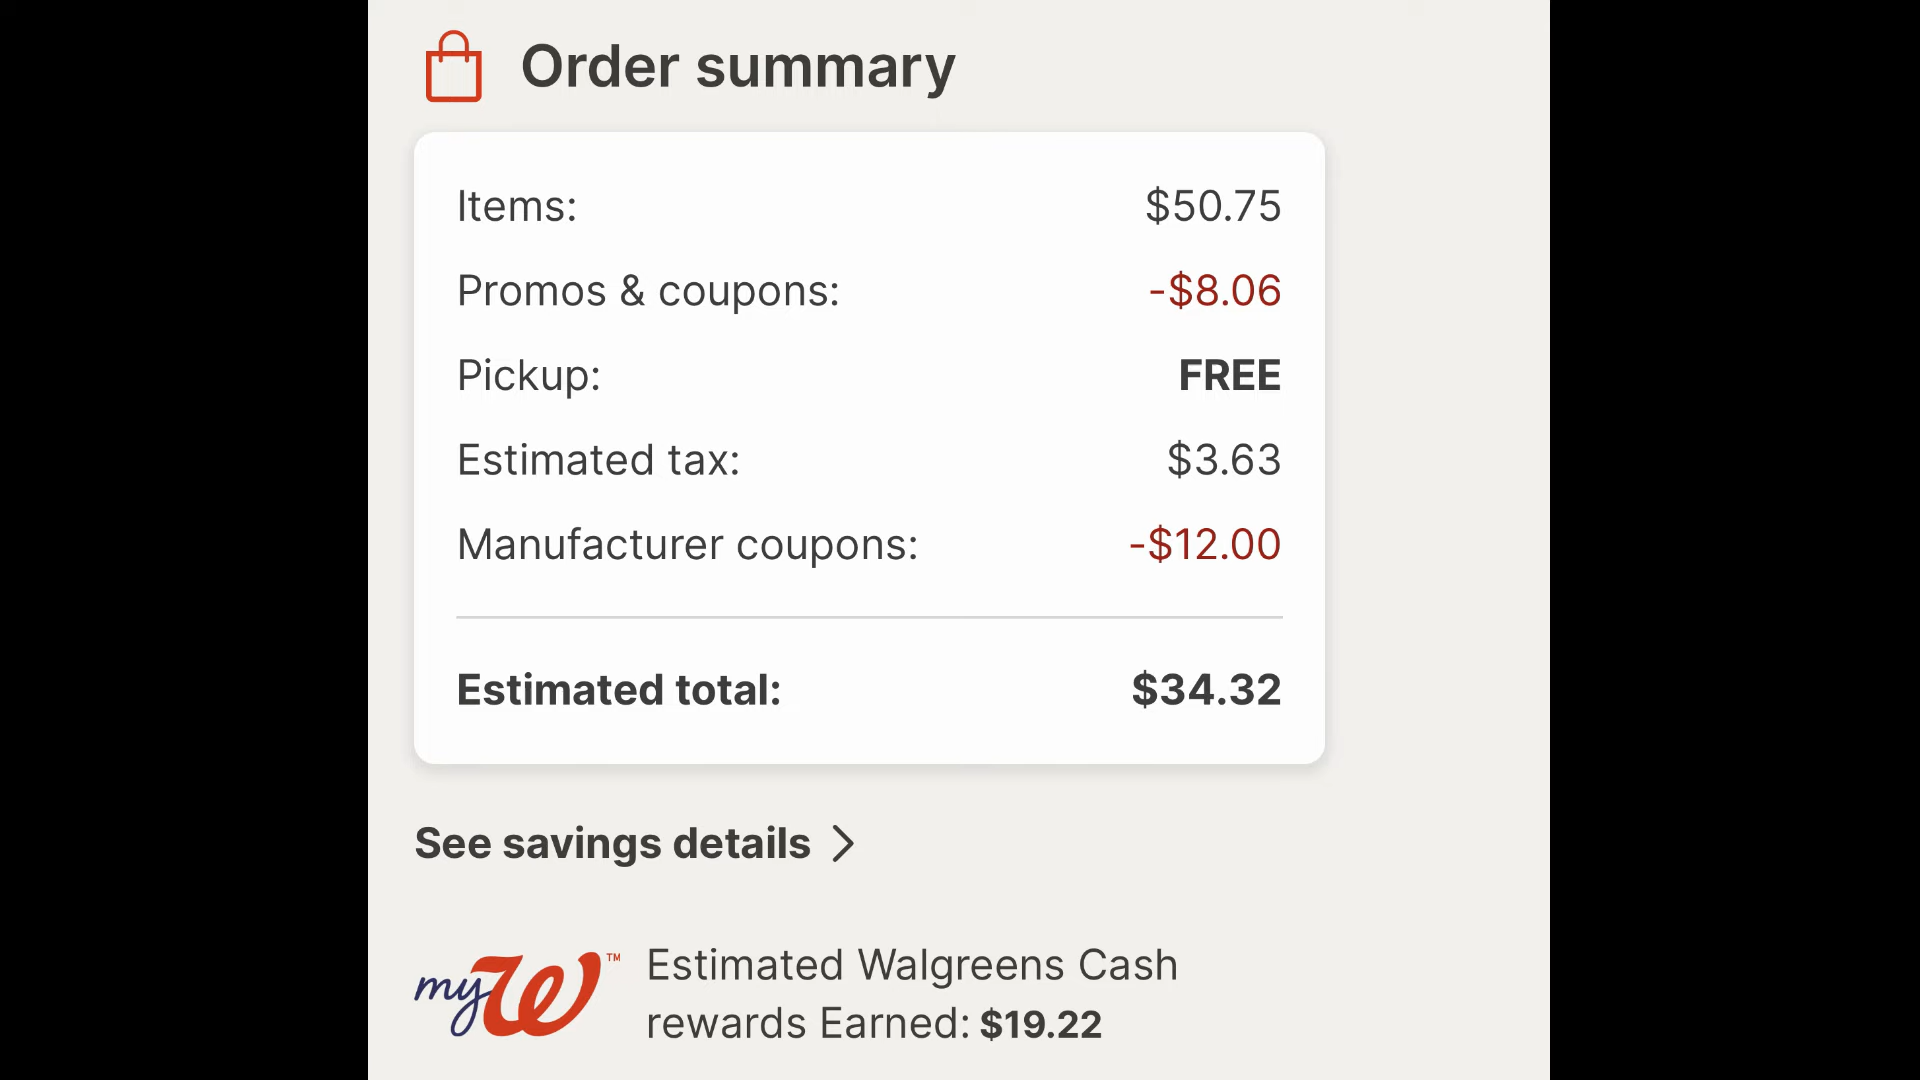 Order summary
Items: $50.75
Promos & coupons: -$8.06
Pickup: FREE
Estimated tax: $3.63
Manufacturer coupons: -$12.00
Estimated total: $34.32
See savings details
myW™ Estimated Walgreens Cash
rewards Earned: $19.22